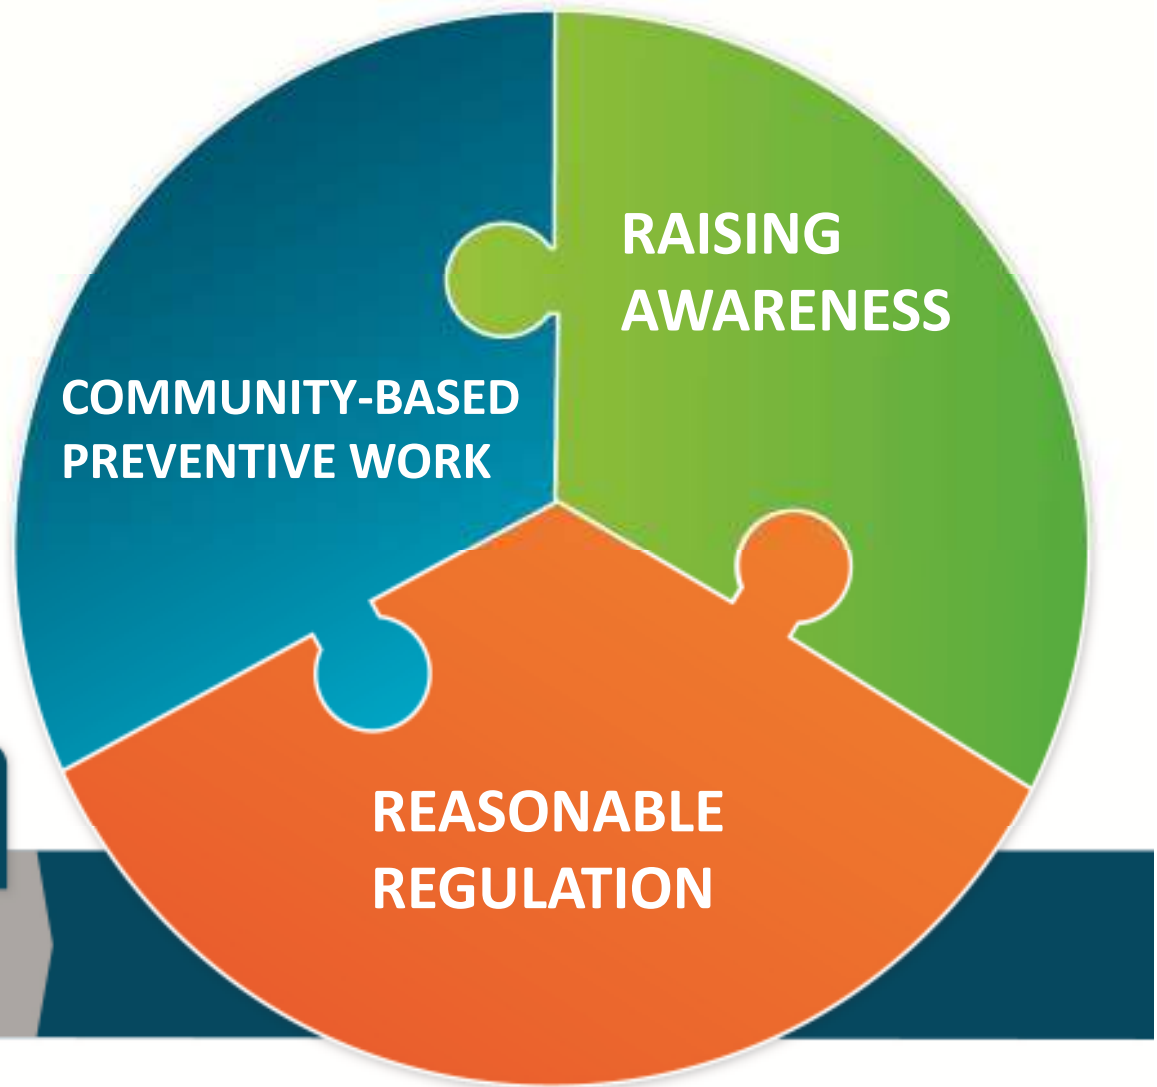 RAISING
AWARENESS
COMMUNITY-BASED
PREVENTIVE WORK
REASONABLE
REGULATION